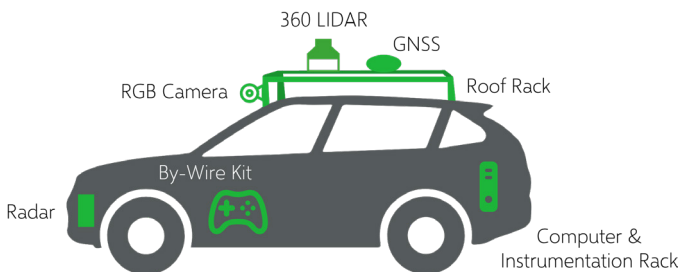 360 LIDAR
GNSS
RGB Camera
Roof Rack
By-Wire Kit
Radar
Computer &
Instrumentation Rack